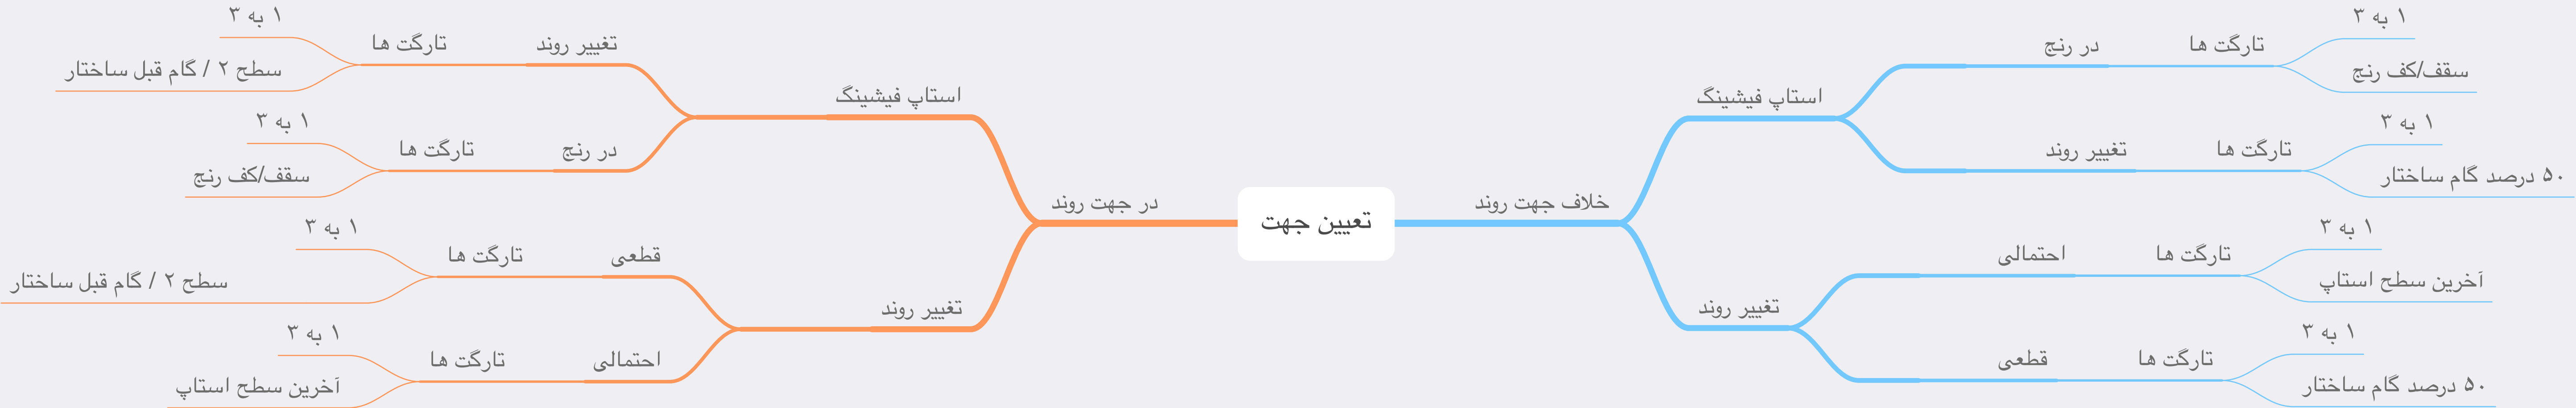 تعیین جهت
خلاف جهت روند
استاپ فیشینگ
در رنج
تارگت ها
۱ به ۳
سقف/کف رنج
تغییر روند
تارگت ها
۱ به ۳
۵۰ درصد گام ساختار
تغییر روند
احتمالی
تارگت ها
۱ به ۳
آخرین سطح استاپ
قطعی
تارگت ها
۱ به ۳
۵۰ درصد گام ساختار
در جهت روند
استاپ فیشینگ
تغییر روند
تارگت ها
۱ به ۳
سطح ۲ / گام قبل ساختار
در رنج
تارگت ها
۱ به ۳
سقف/کف رنج
تغییر روند
قطعی
تارگت ها
۱ به ۳
سطح ۲ / گام قبل ساختار
احتمالی
تارگت ها
۱ به ۳
آخرین سطح استاپ